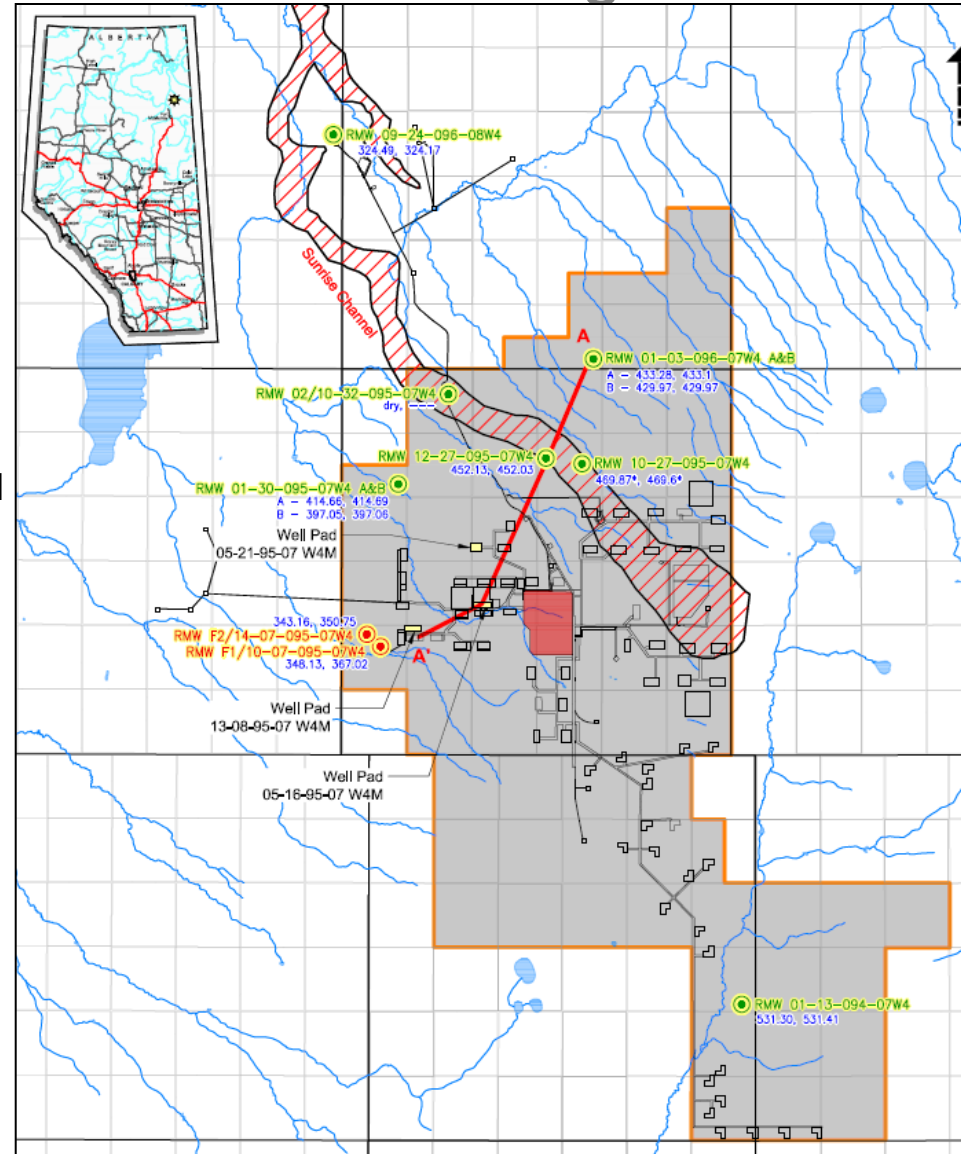 ALBERTA
RMW 09-24-096-08W4
324.49, 324.17
Sunrise Channel
A
RMW 01-03-096-07W4 A&B
A - 433.28, 433.1
B - 429.97, 429.97
RMW 02/10-32-095-07W4
dry, ---
RMW 12-27-095-07W4
452.13, 452.03
RMW 10-27-095-07W4
469.87*, 469.6*
RMW 01-30-095-07W4 A&B
A - 414.66, 414.69
B - 397.05, 397.06
Well Pad
05-21-95-07 W4M
343.16, 350.75
RMW F2/14-07-095-07W4
RMW F1/10-07-095-07W4
348.13, 367.02
A'
Well Pad
13-08-95-07 W4M
Well Pad
05-16-95-07 W4M
RMW 01-13-094-07W4
531.30, 531.41